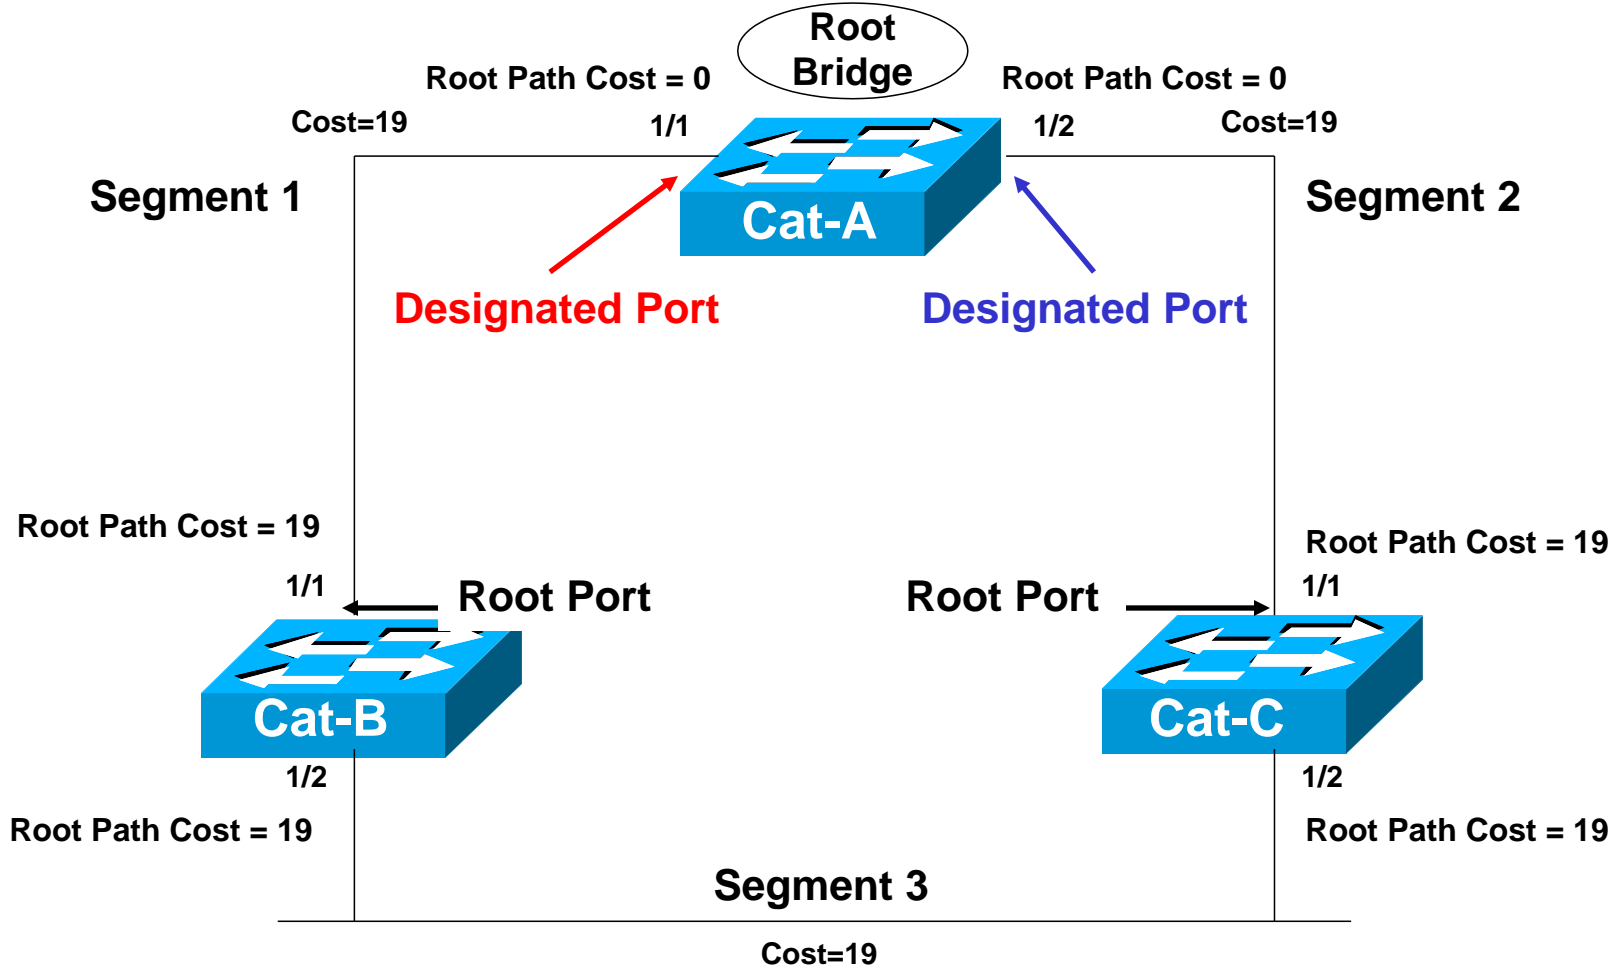 Root
Bridge
Root Path Cost = 0
Root Path Cost = 0
Cost=19
1/1
1/2
Cost=19
Segment 1
Segment 2
Cat-A
Designated Port
Designated Port
Root Path Cost = 19
Root Path Cost = 19
1/1
Root Port
Root Port
1/1
Cat-B
Cat-C
1/2
1/2
Root Path Cost = 19
Root Path Cost = 19
Segment 3
Cost=19